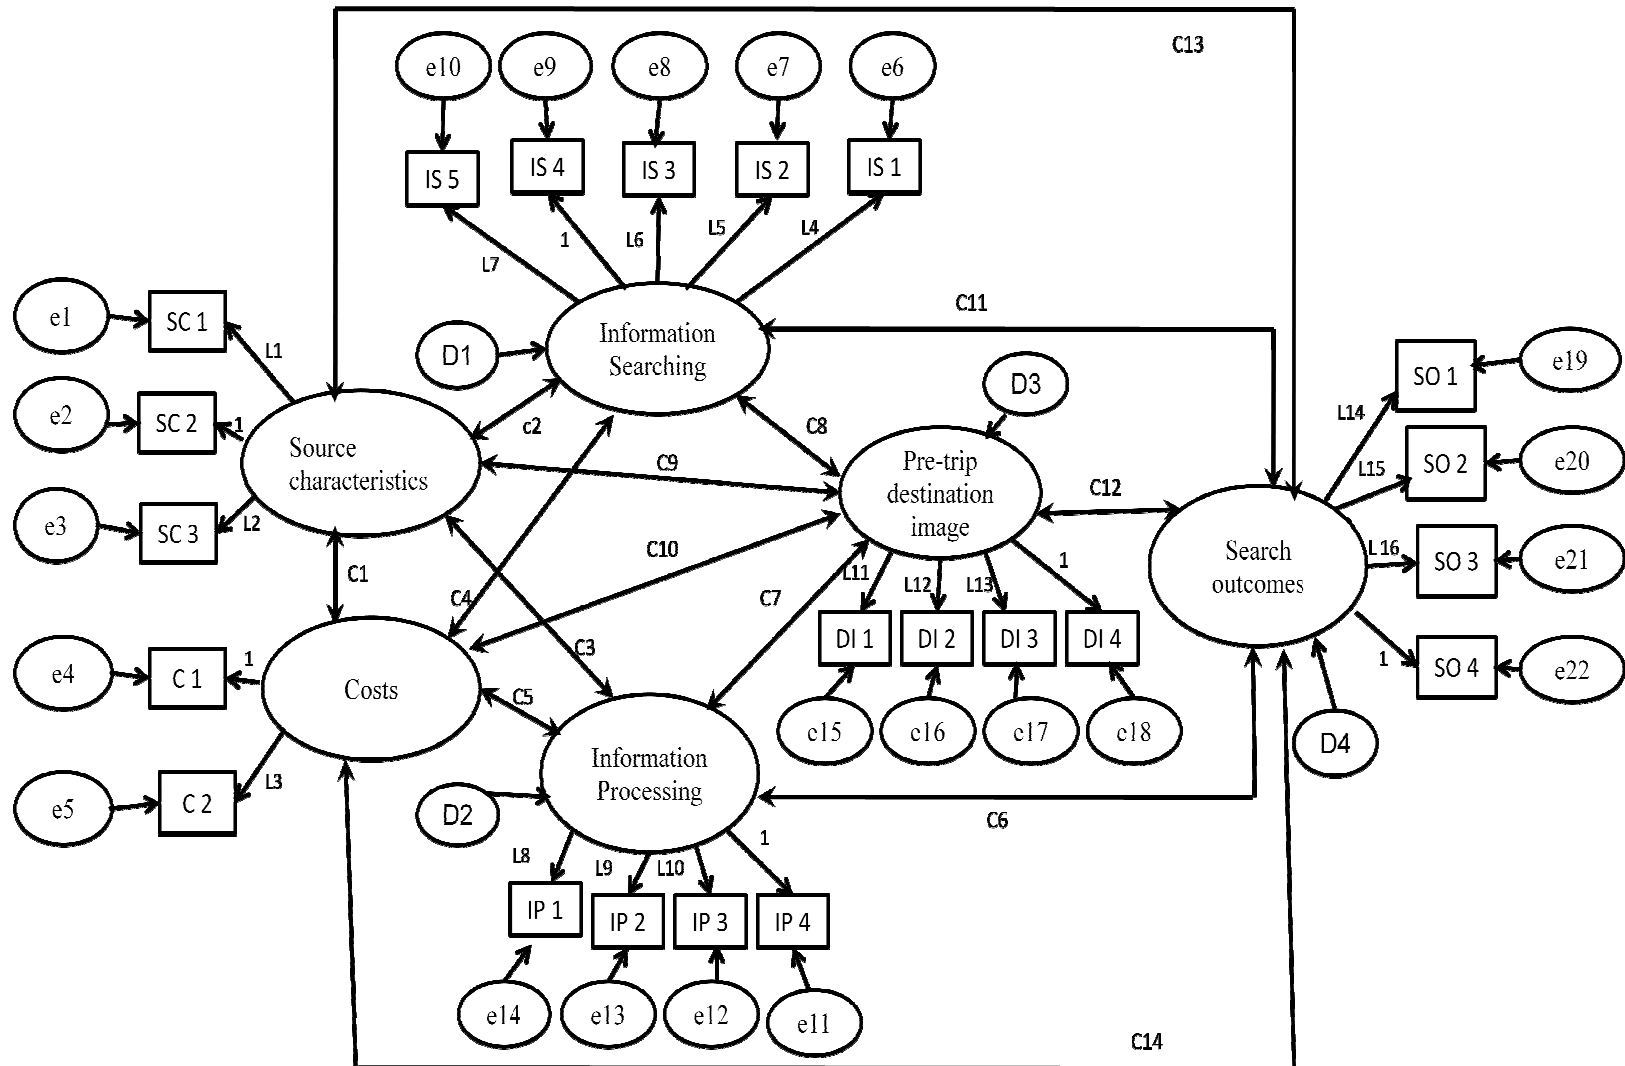 C13
e10
e9
e8
e7
e6
IS 5
IS 4
IS 3
IS 2
IS 1
L7
1
L6
L5
L4
e1
SC 1
L1
e2
SC 2
1
e3
SC 3
L2
Source
characteristics
D1
Information
Searching
C11
c2
C8
C9
D3
Pre-trip
destination
image
C12
C10
C1
C4
C3
C7
L11
L12
L13
1
DI 1
DI 2
DI 3
DI 4
e15
e16
e17
e18
Search
outcomes
L14
SO 1
e19
L15
SO 2
e20
L16
SO 3
e21
1
SO 4
e22
D4
e4
C 1
1
Costs
C5
e5
C 2
L3
Information
Processing
D2
C6
L8
L9
L10
1
IP 1
IP 2
IP 3
IP 4
e14
e13
e12
e11
C14